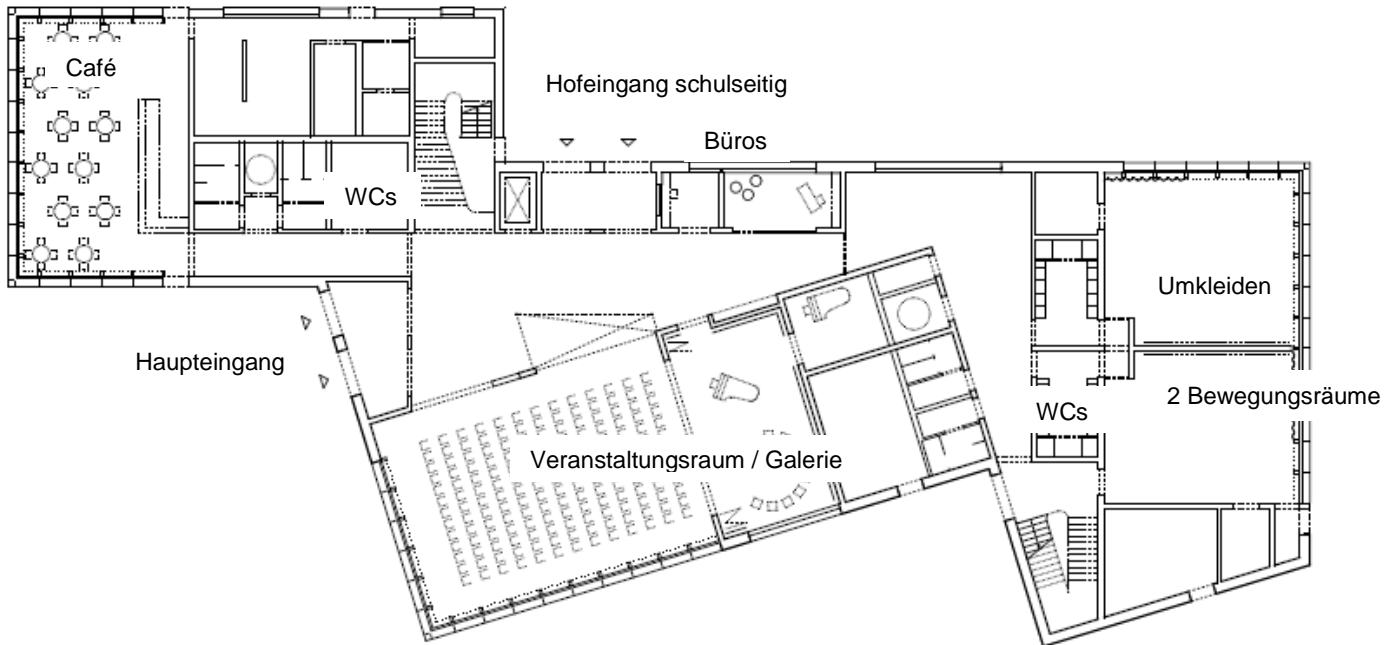 Café
Hofeingang schulseitig
Büros
WCs
Umkleiden
Haupteingang
2 Bewegungsräume
WCs
Veranstaltungsraum / Galerie